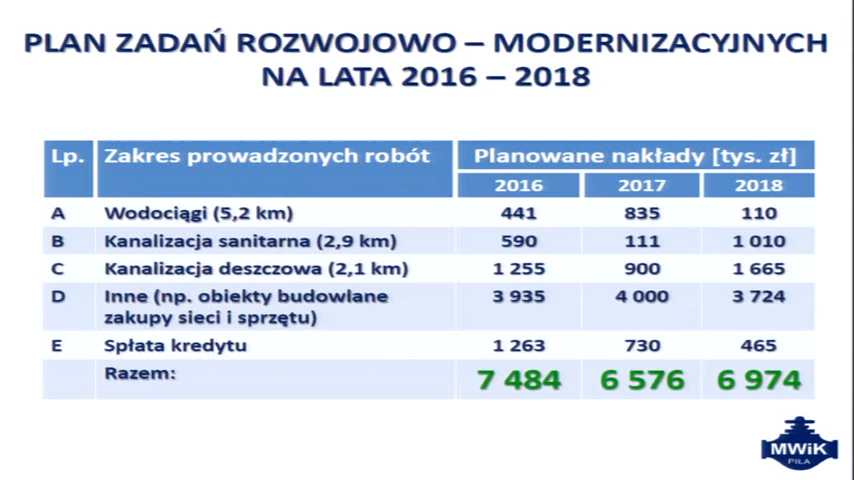 PLAN ZADAŃ ROZWOJOWO – MODERNIZACYJNYCH
NA LATA 2016 – 2018
Lp. Zakres prowadzonych robót Planowane nakłady [tys. zł]
2016 2017 2018
A Wodociągi (5,2 km) 441 835 110
B Kanalizacja sanitarna (2,9 km) 590 111 1 010
C Kanalizacja deszczowa (2,1 km) 1 255 900 1 665
D Inne (np. obiekty budowlane 3 935 4 000 3 724
zakupy sieci i sprzętu)
E Spłata kredytu 1 263 730 465
Razem: 7 484 6 576 6 974
MWiK
PIŁA